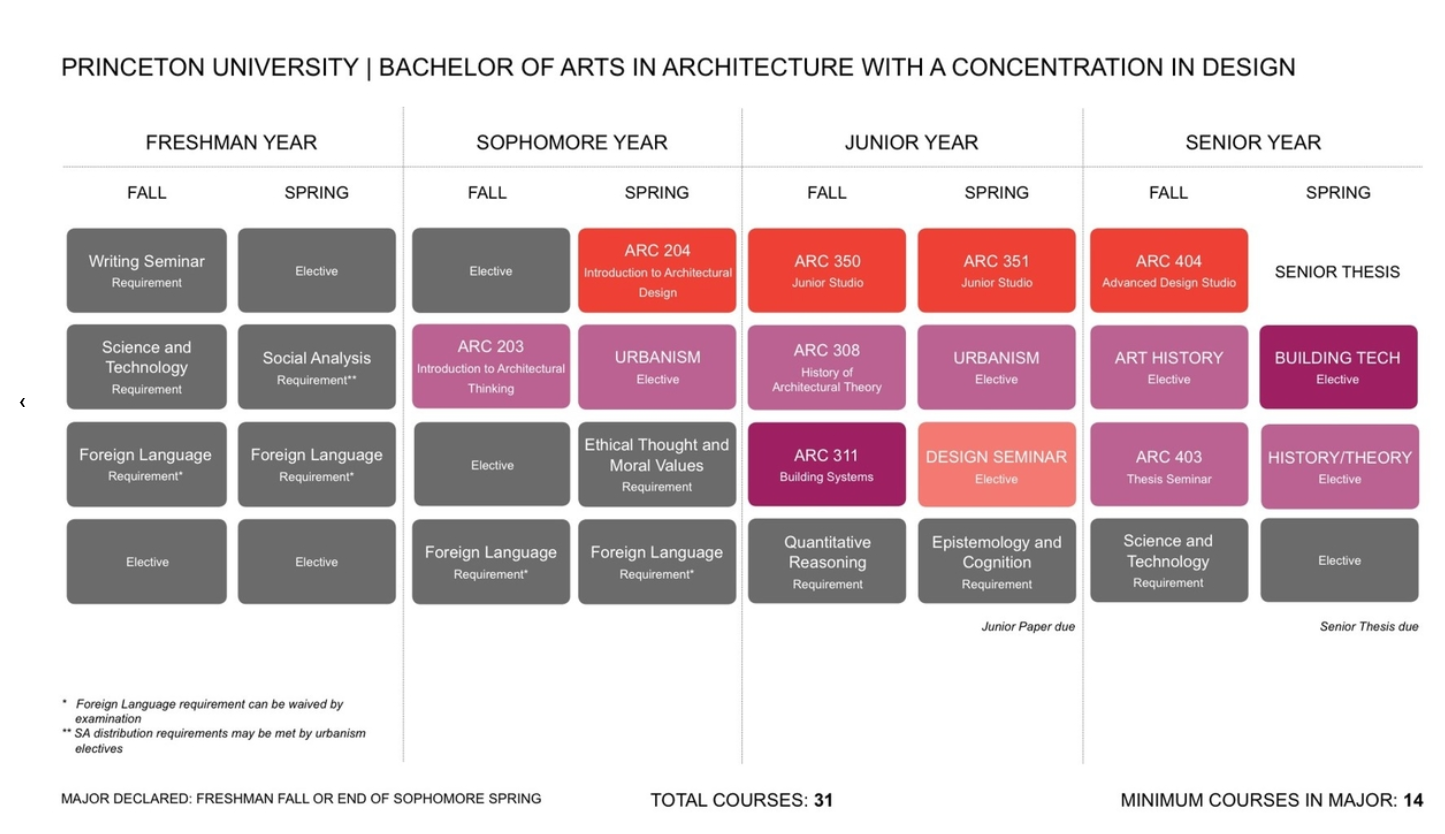 PRINCETON UNIVERSITY | BACHELOR OF ARTS IN ARCHITECTURE WITH A CONCENTRATION IN DESIGN
FRESHMAN YEAR
SOPHOMORE YEAR
JUNIOR YEAR
SENIOR YEAR
FALL
SPRING
FALL
SPRING
FALL
SPRING
FALL
SPRING
Writing Seminar
Requirement
Elective
Elective
ARC 204
Introduction to Architectural
Design
ARC 350
Junior Studio
ARC 351
Junior Studio
ARC 404
Advanced Design Studio
SENIOR THESIS
Science and
Technology
Requirement
Social Analysis
Requirement**
ARC 203
Introduction to Architectural
Thinking
URBANISM
Elective
ARC 308
History of
Architectural Theory
URBANISM
Elective
ART HISTORY
Elective
BUILDING TECH
Elective
Foreign Language
Requirement*
Foreign Language
Requirement*
Elective
Ethical Thought and
Moral Values
Requirement
ARC 311
Building Systems
DESIGN SEMINAR
Elective
ARC 403
Thesis Seminar
HISTORY/THEORY
Elective
Elective
Elective
Foreign Language
Requirement*
Foreign Language
Requirement*
Quantitative
Reasoning
Requirement
Epistemology and
Cognition
Requirement
Science and
Technology
Requirement
Elective
Junior Paper due
Senior Thesis due
* Foreign Language requirement can be waived by
examination
** SA distribution requirements may be met by urbanism
electives
MAJOR DECLARED: FRESHMAN FALL OR END OF SOPHOMORE SPRING
TOTAL COURSES: 31
MINIMUM COURSES IN MAJOR: 14